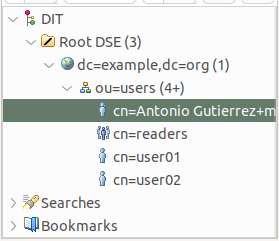 DIT
Root DSE (3)
dc=example,dc=org (1)
ou=users (4+)
cn=Antonio Gutierrez+m
cn=readers
cn=user01
cn=user02
Searches
Bookmarks